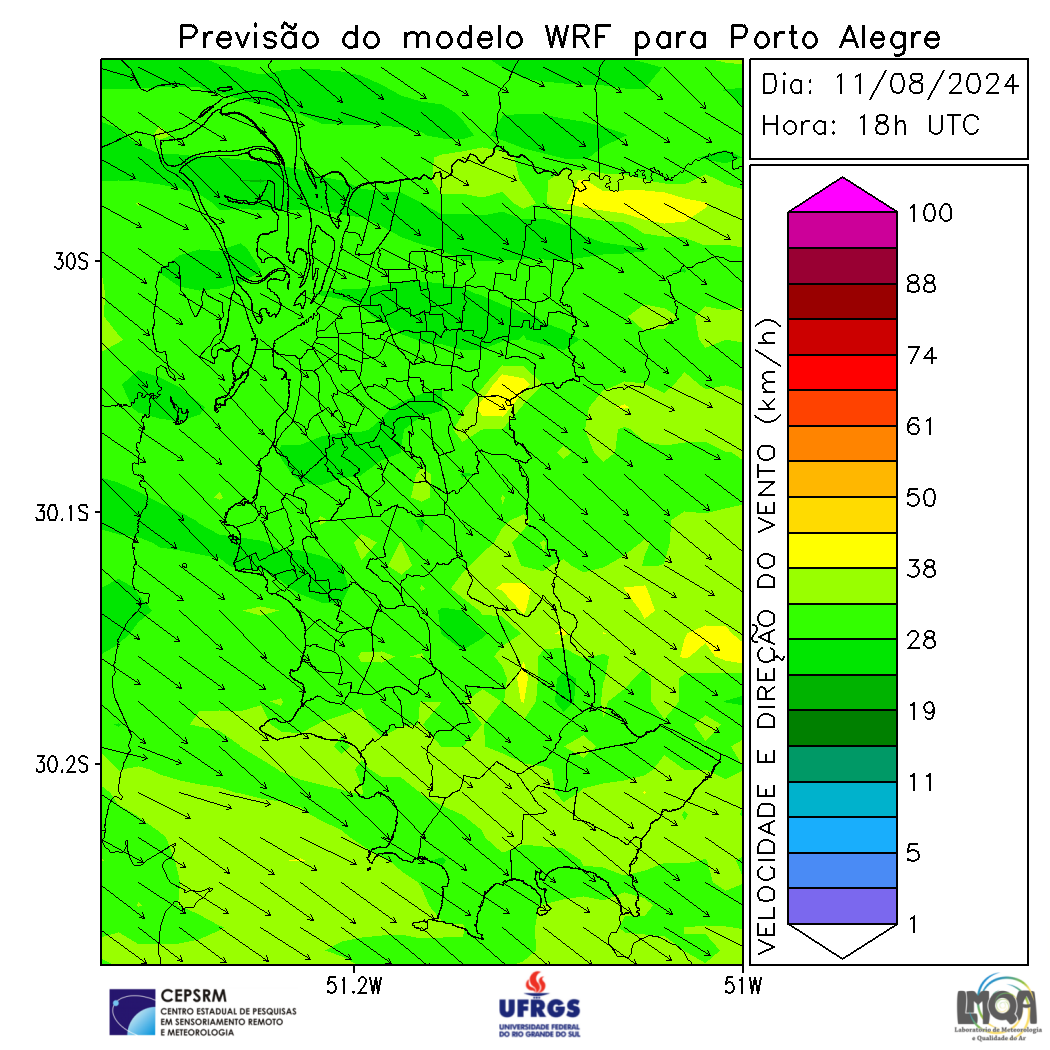 Previsão do modelo WRF para Porto Alegre
Dia: 11/08/2024
Hora: 18h UTC
30S
30.1S
30.2S
51.2W
51W
VELOCIDADE E DIREÇÃO DO VENTO (km/h)
100
88
74
61
50
38
28
19
11
5
1
CEPSRM
CENTRO ESTADUAL DE PESQUISAS
EM SENSORIAMENTO REMOTO
E METEOROLOGIA
UFRGS
UNIVERSIDADE FEDERAL
DO RIO GRANDE DO SUL
LMQA
Laboratório de Meteorologia
e Qualidade do Ar